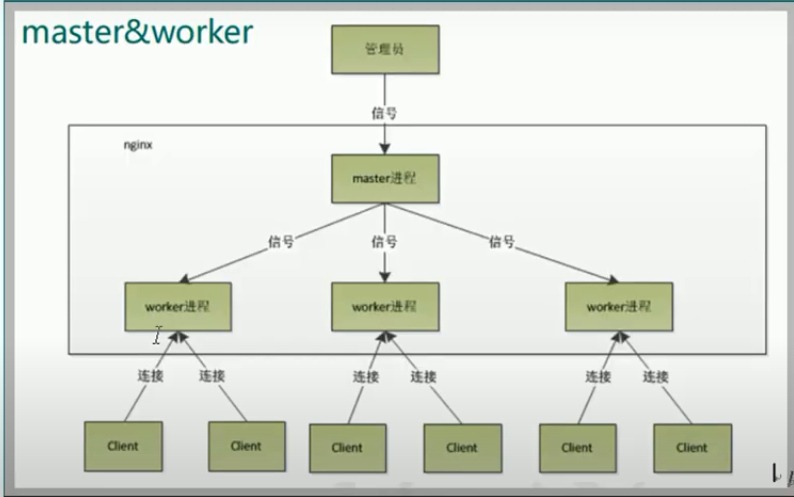 master&worker
管理员
信号
nginx
master进程
信号
信号
信号
worker进程
worker进程
worker进程
连接
连接
连接
连接
连接
连接
Client
Client
Client
Client
Client
Client